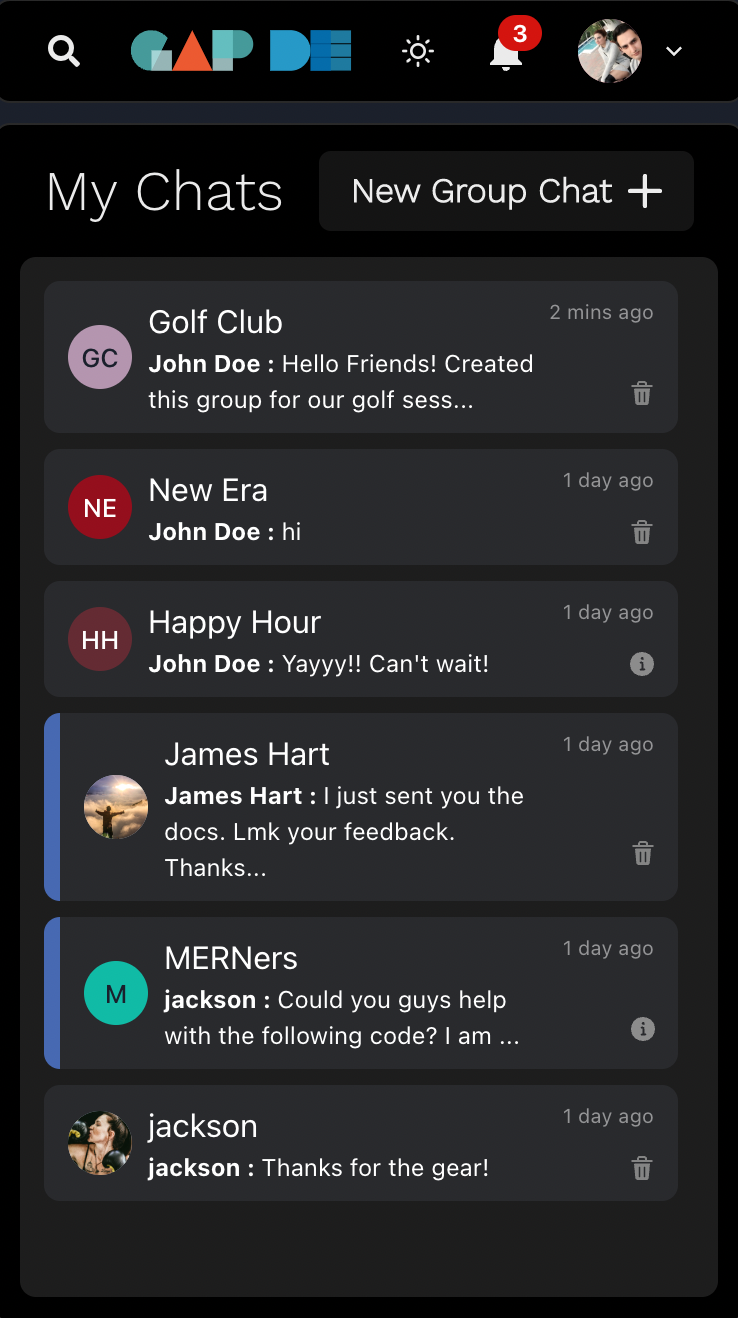 GAP DE
3
My Chats
New Group Chat
GC
Golf Club
2 mins ago
John Doe : Hello Friends! Created
this group for our golf sess...
NE
New Era
1 day ago
John Doe : hi
HH
Happy Hour
1 day ago
John Doe : Yayyy!! Can't wait!
James Hart
1 day ago
James Hart : I just sent you the
docs. Lmk your feedback.
Thanks...
M
MERNers
1 day ago
jackson : Could you guys help
with the following code? I am ...
jackson
1 day ago
jackson : Thanks for the gear!